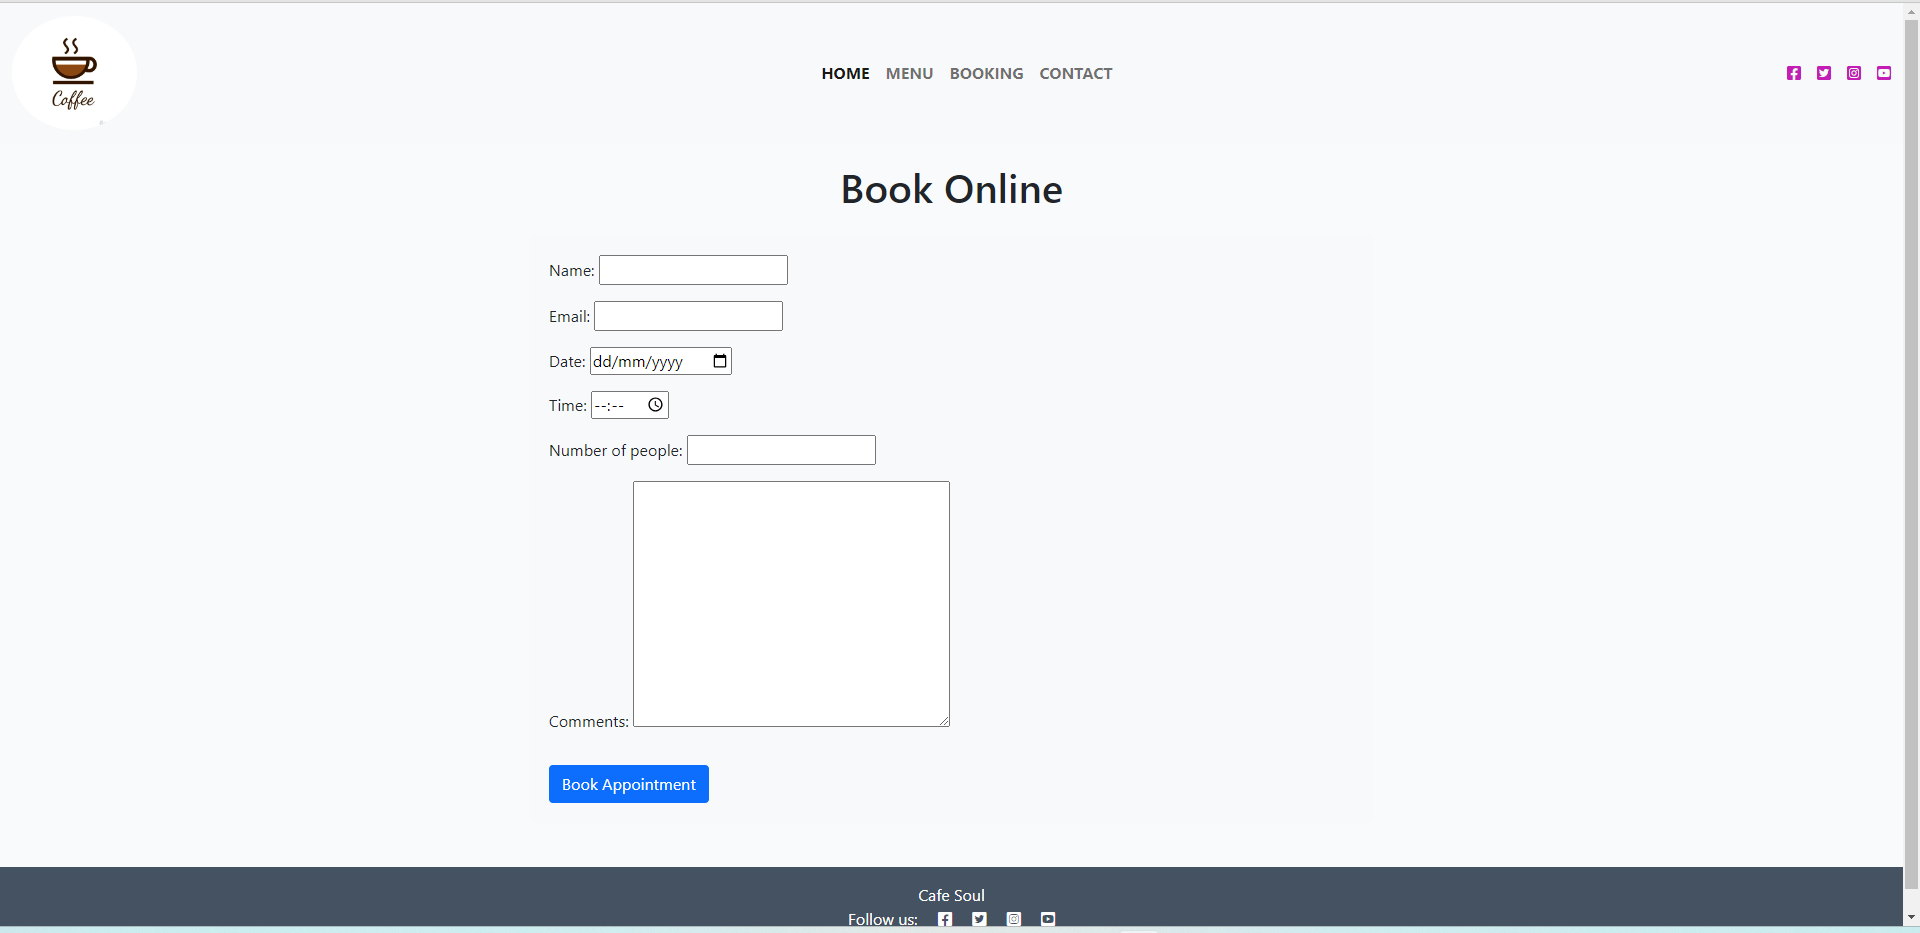 Coffee
HOME MENU BOOKING CONTACT
Book Online
Name:
Email:
Date: dd/mm/yyyy
Time: --:--
Number of people:
Comments:
Book Appointment
Cafe Soul
Follow us: